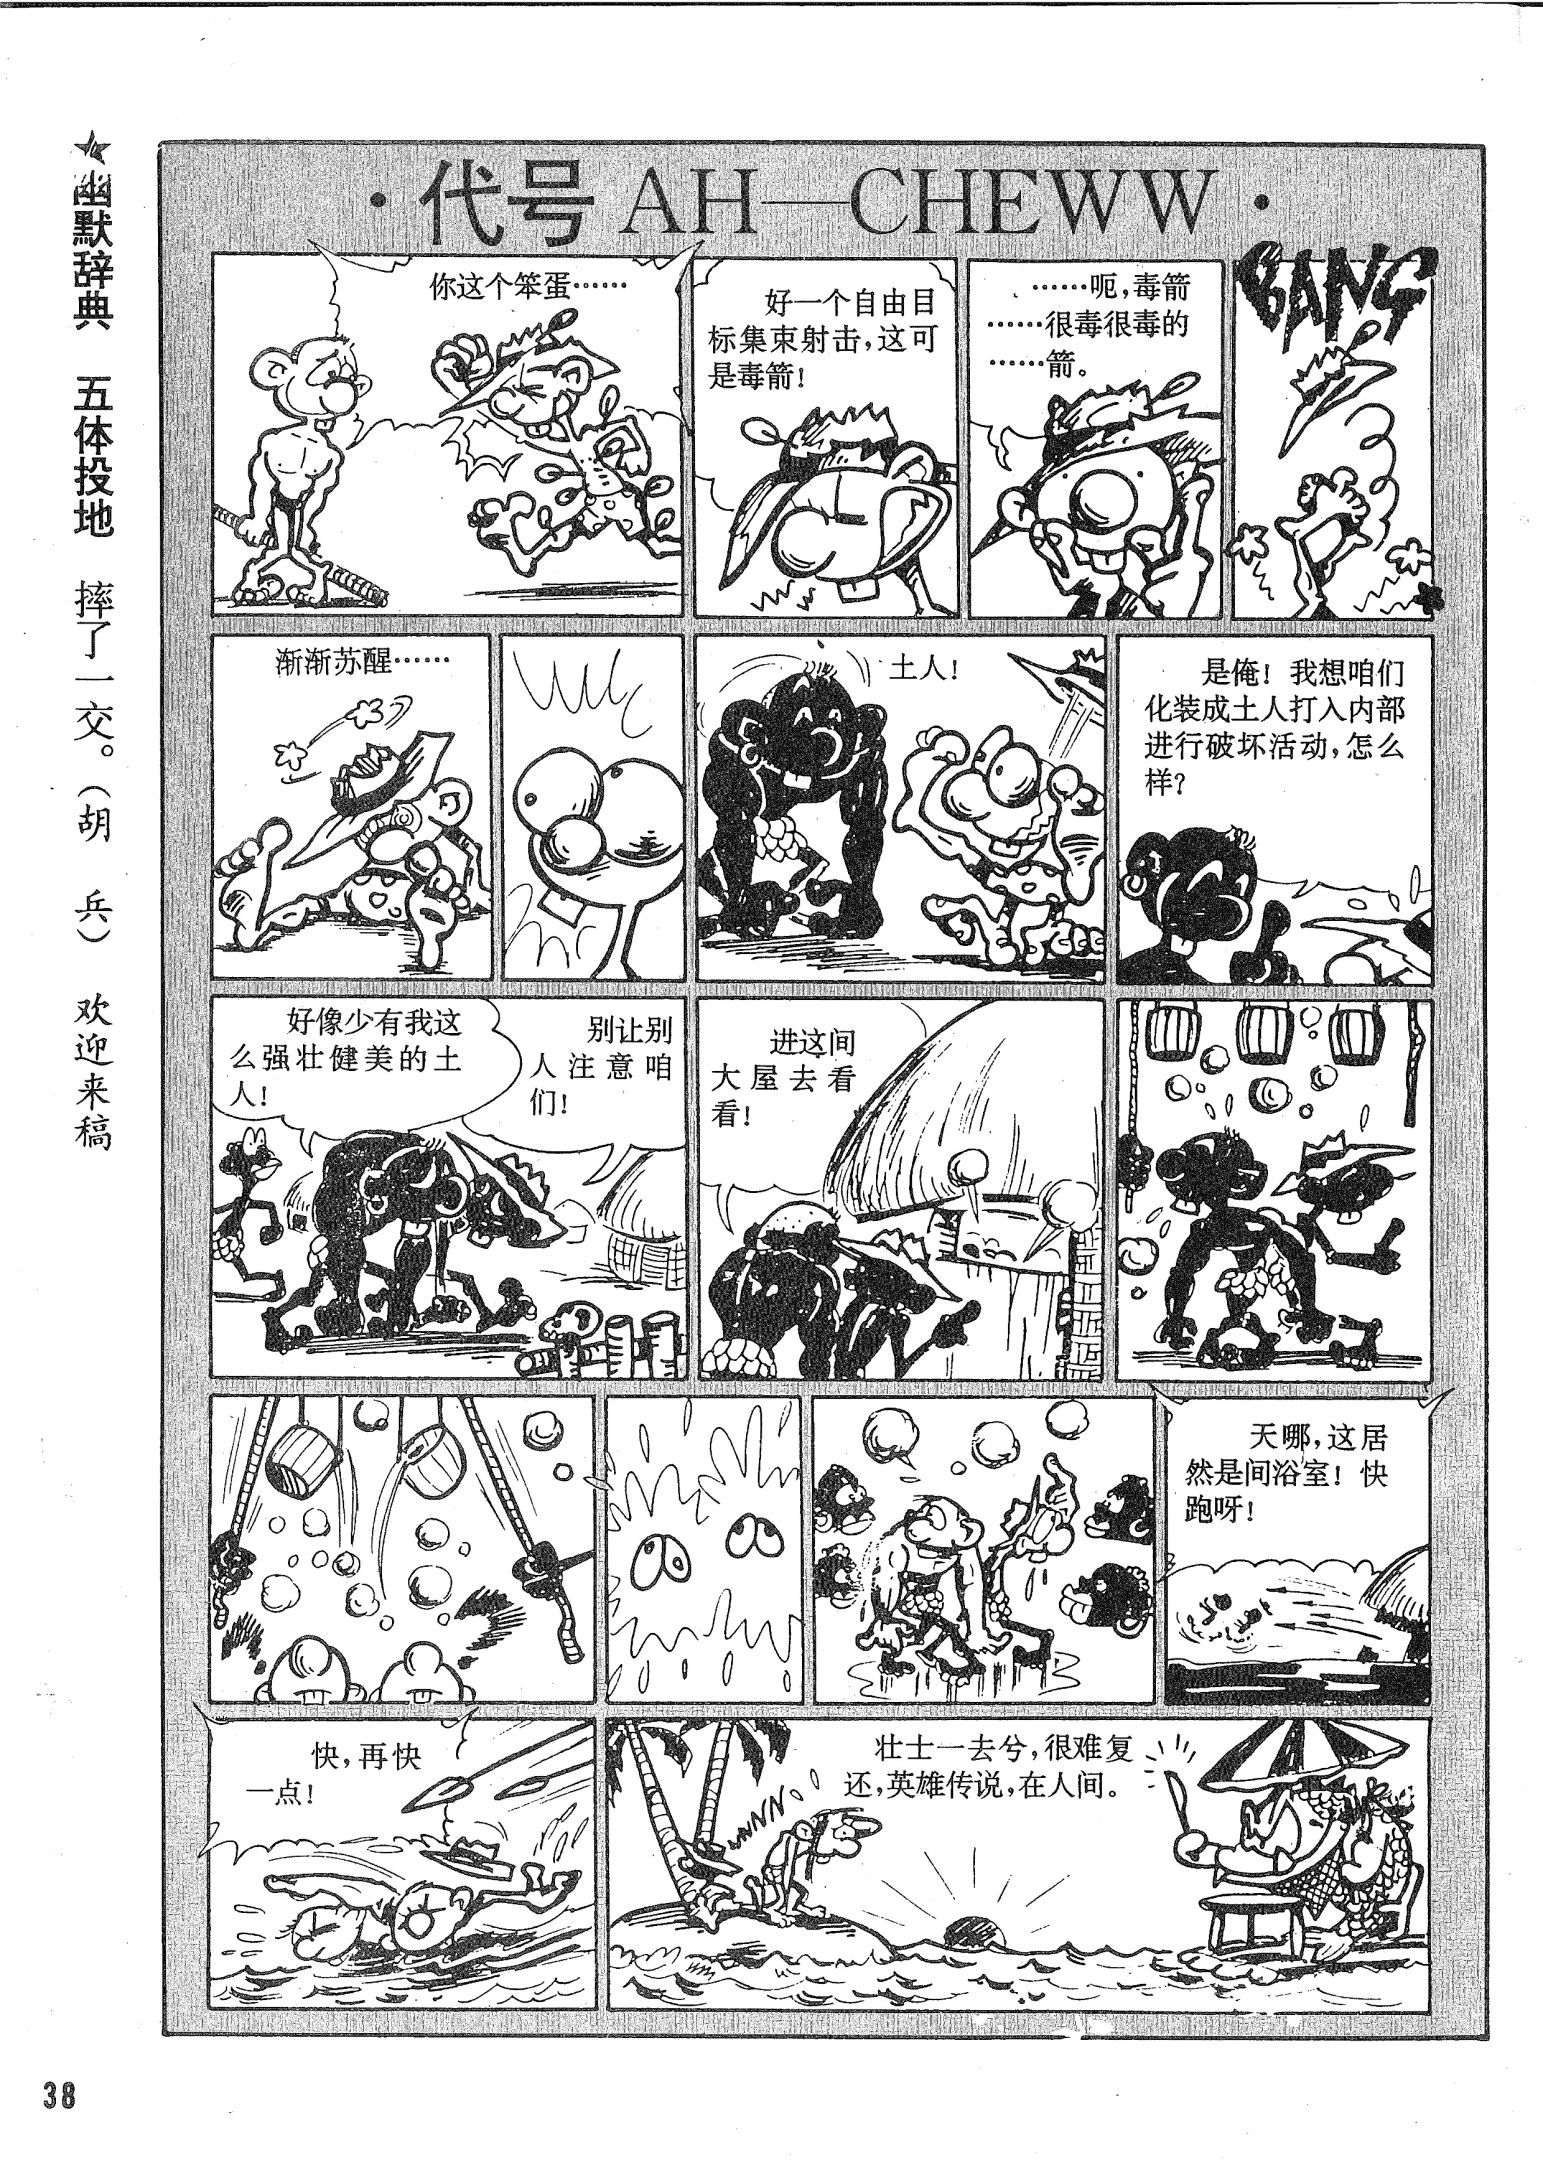 ·代号 AH—CHEWW·
你这个笨蛋……
好一个自由目
标集束射击，这可
是毒箭！
……呃，毒箭
……很毒很毒的
……箭。
BANG
渐渐苏醒……
土人！
是俺！我想咱们
化装成土人打入内部
进行破坏活动，怎么
样？
好像少有我这
么强壮健美的土
人！
别让别
人注意咱
们！
进这间
大屋去看
看！
天哪，这居
然是间浴室！快
跑呀！
快，再快
一点！
壮士一去兮，很难复
还，英雄传说，在人间。
★幽默辞典 五体投地 摔了一交。（胡 兵） 欢迎来稿
38